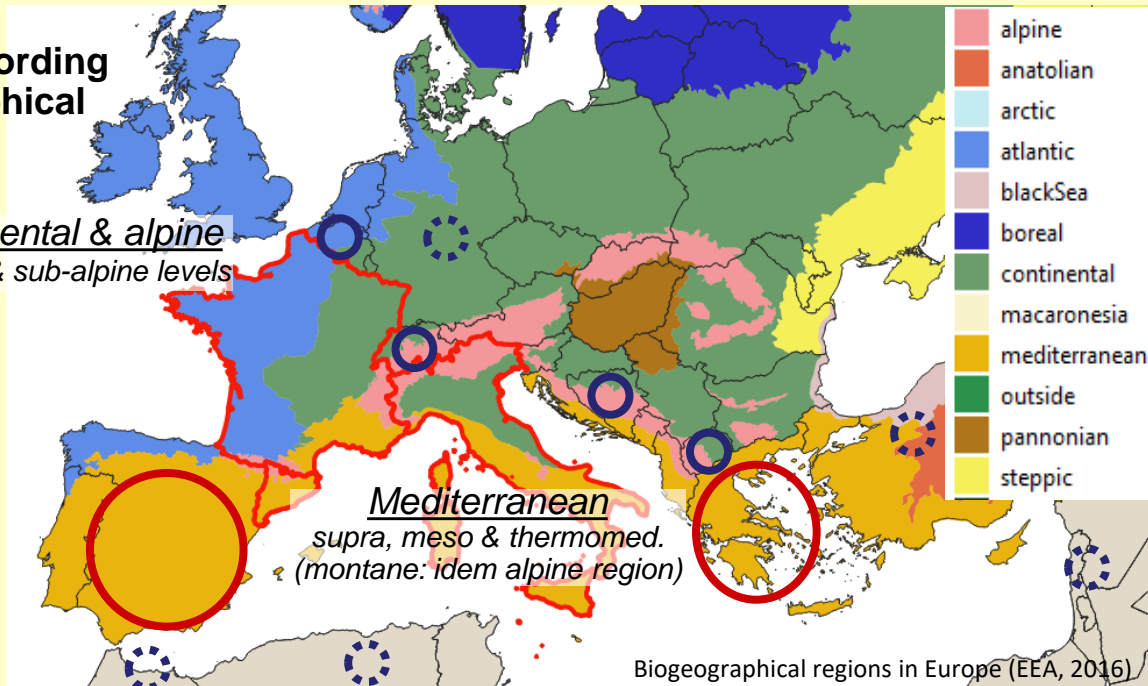 ording
phical
ental & alpine
& sub-alpine levels
Mediterranean
supra, meso & thermomed.
(montane: idem alpine region)
alpine
anatolian
arctic
atlantic
blackSea
boreal
continental
macaronesia
mediterranean
outside
pannonian
steppic
Biogeographical regions in Europe (EEA, 2016)